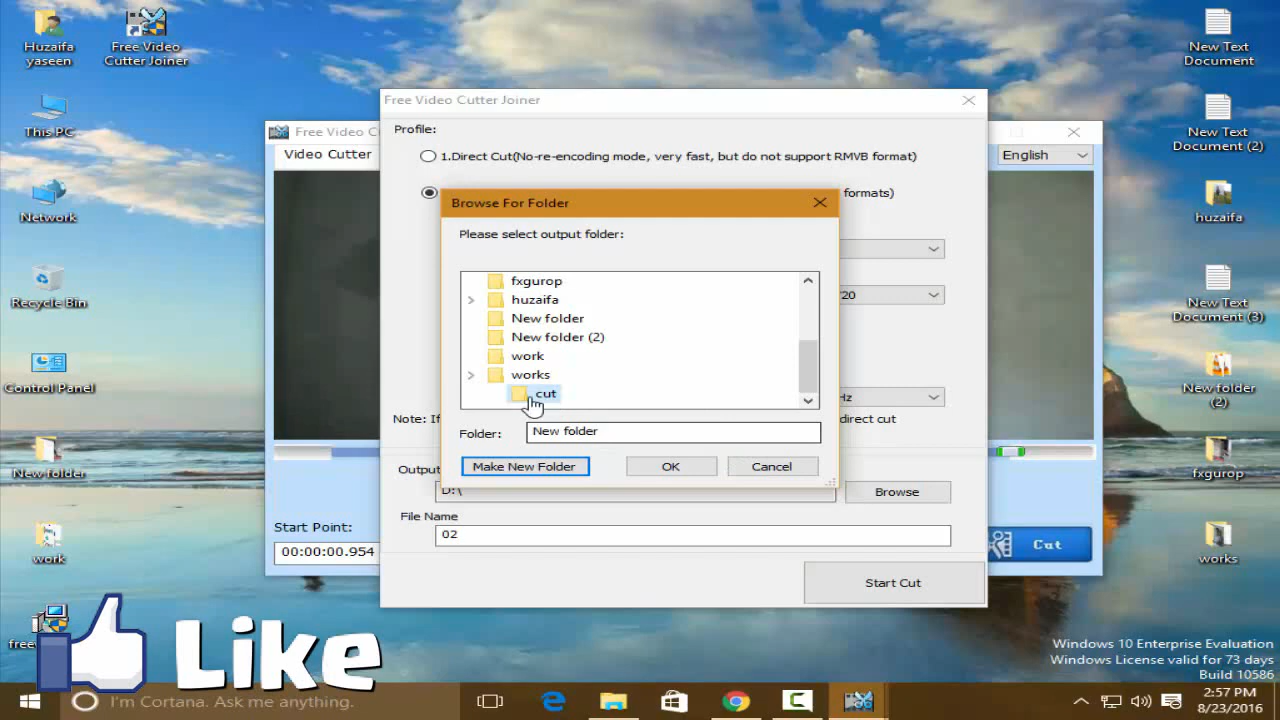 Huzaifa
yaseen
Free Video
Cutter Joiner
This PC
Network
Recycle Bin
Control Panel
New folder
work
New Text
Document
New Text
Document (2)
huzaifa
New Text
Document (3)
New folder
(2)
fxgurop
works
Free Video C
Video Cutter
English
Start Point:
00:00:00.954
Cut
Free Video Cutter Joiner
Profile:
1.Direct Cut(No-re-encoding mode, very fast, but do not support RMVB format)
formats)
720
Hz
Note: If
direct cut
Output
D:\
Browse
File Name
02
Start Cut
Browse For Folder
Please select output folder:
fxgurop
huzaifa
New folder
New folder (2)
work
works
cut
Folder:
New folder
Make New Folder
OK
Cancel
Like
Windows 10 Enterprise Evaluation
Windows License valid for 73 days
Build 10586
I'm Cortana. Ask me anything.
2:57 PM
8/23/2016